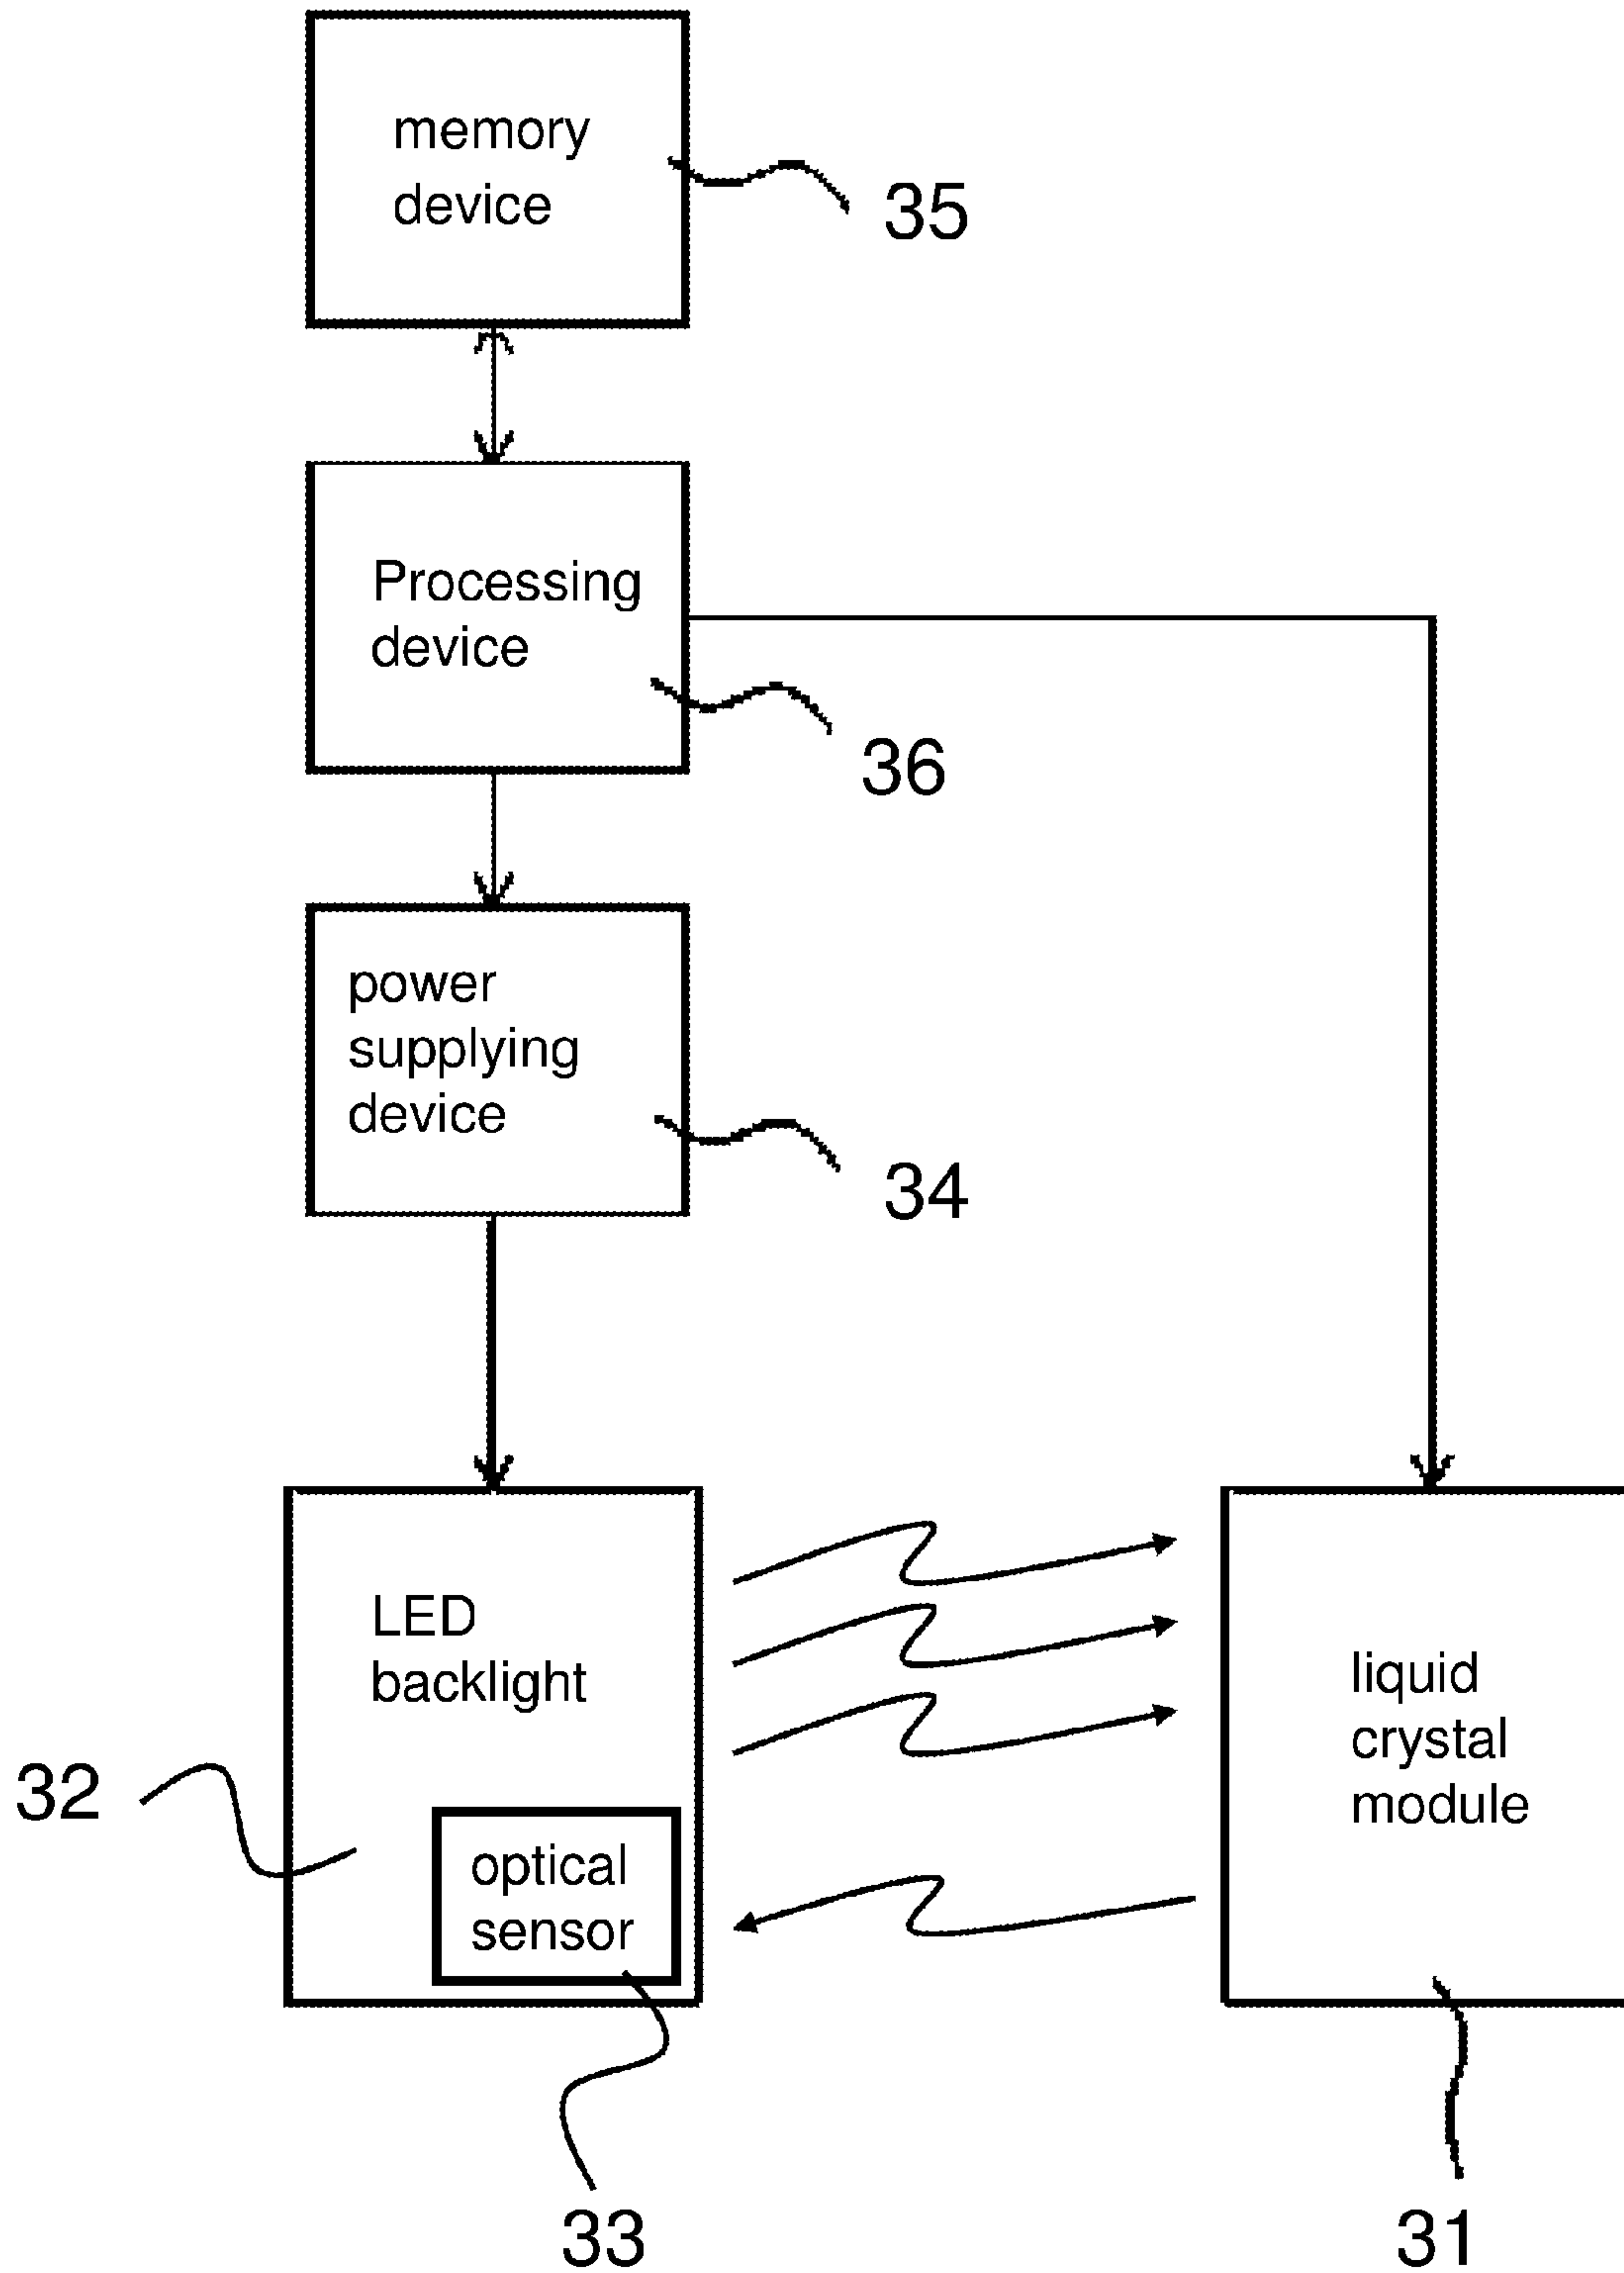 memory
device
35
Processing
device
36
power
supplying
device
34
LED
backlight
liquid
crystal
module
32
optical
sensor
33
31